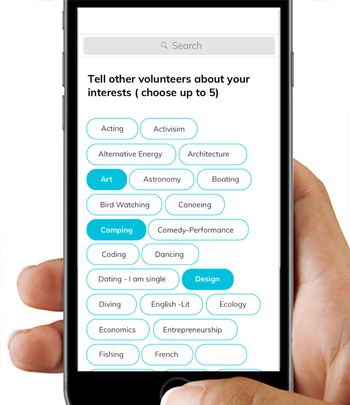 Search
Tell other volunteers about your
interests ( choose up to 5)
Acting Activisim
Alternative Energy Architecture
Art Astronomy Boating
Bird Watching Canoeing
Camping Comedy-Performance
Coding Dancing
Dating - I am single Design
Diving English -Lit Ecology
Economics Entrepreneurship
Fishing French